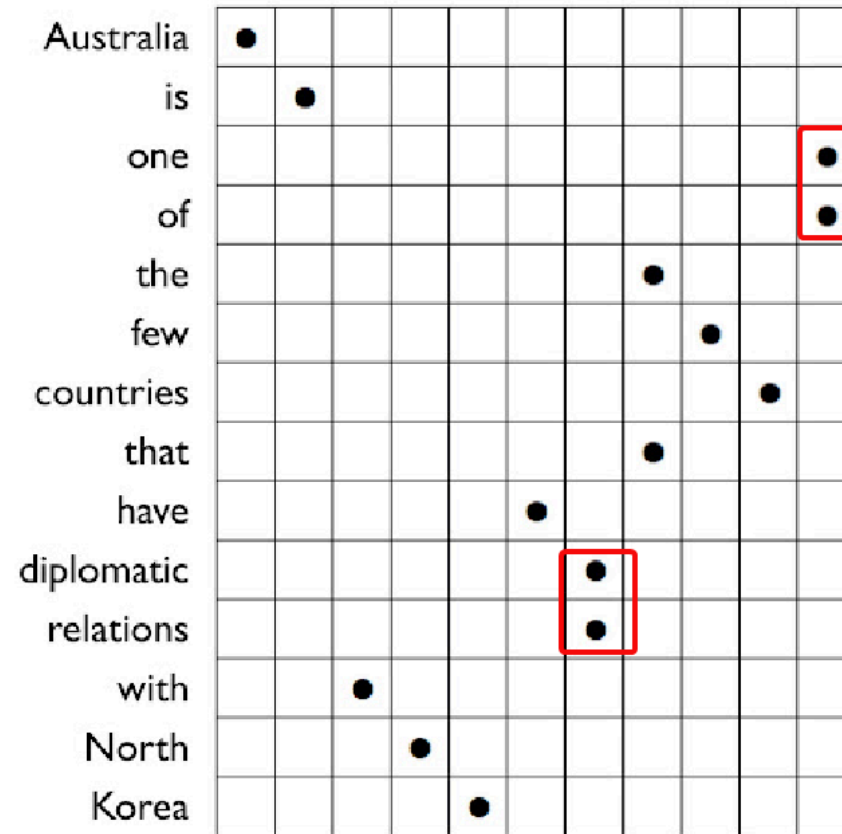 Australia
is
one
of
the
few
countries
that
have
diplomatic
relations
with
North
Korea